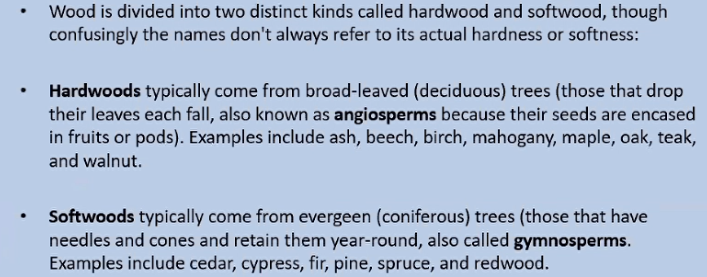 • Wood is divided into two distinct kinds called hardwood and softwood, though
confusingly the names don't always refer to its actual hardness or softness:
• Hardwoods typically come from broad-leaved (deciduous) trees (those that drop
their leaves each fall, also known as angiosperms because their seeds are encased
in fruits or pods). Examples include ash, beech, birch, mahogany, maple, oak, teak,
and walnut.
• Softwoods typically come from evergeen (coniferous) trees (those that have
needles and cones and retain them year-round, also called gymnosperms.
Examples include cedar, cypress, fir, pine, spruce, and redwood.